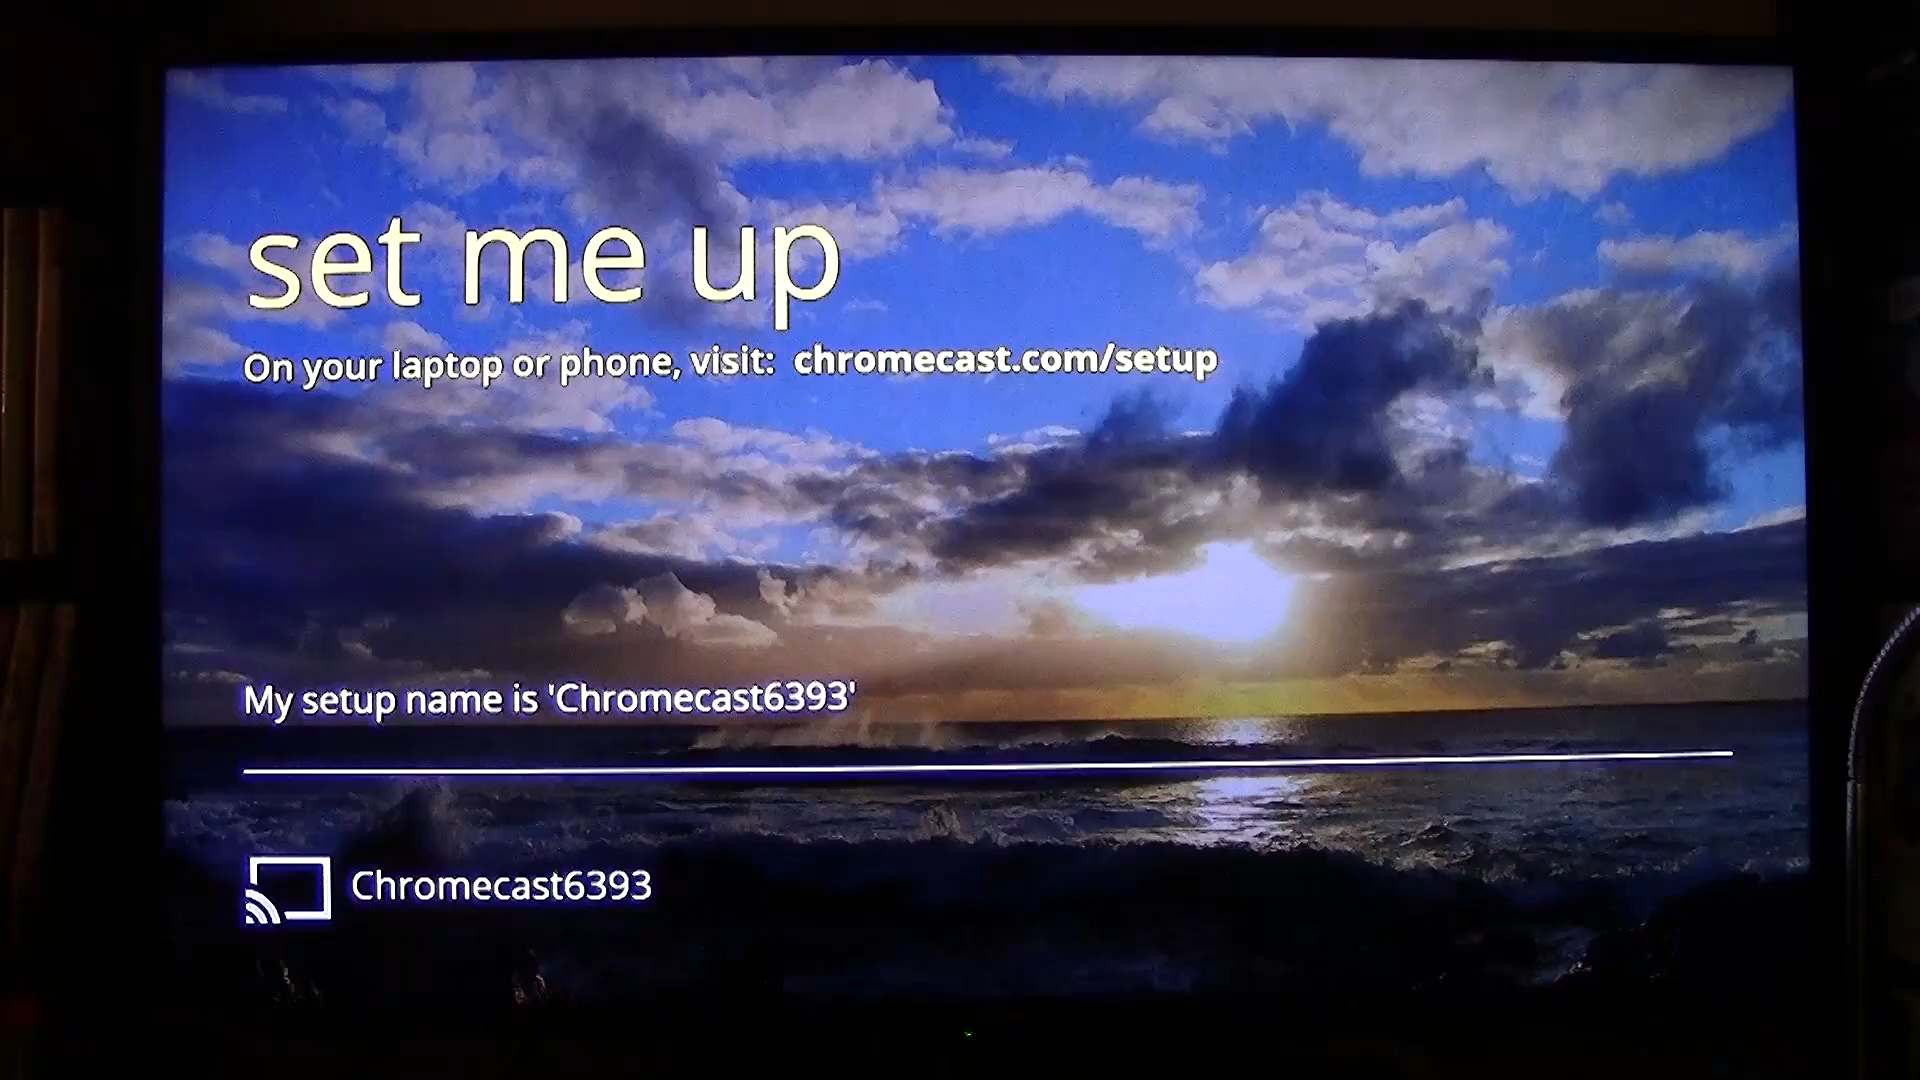 set me up
On your laptop or phone, visit: chromecast.com/setup
My setup name is 'Chromecast6393'
Chromecast6393